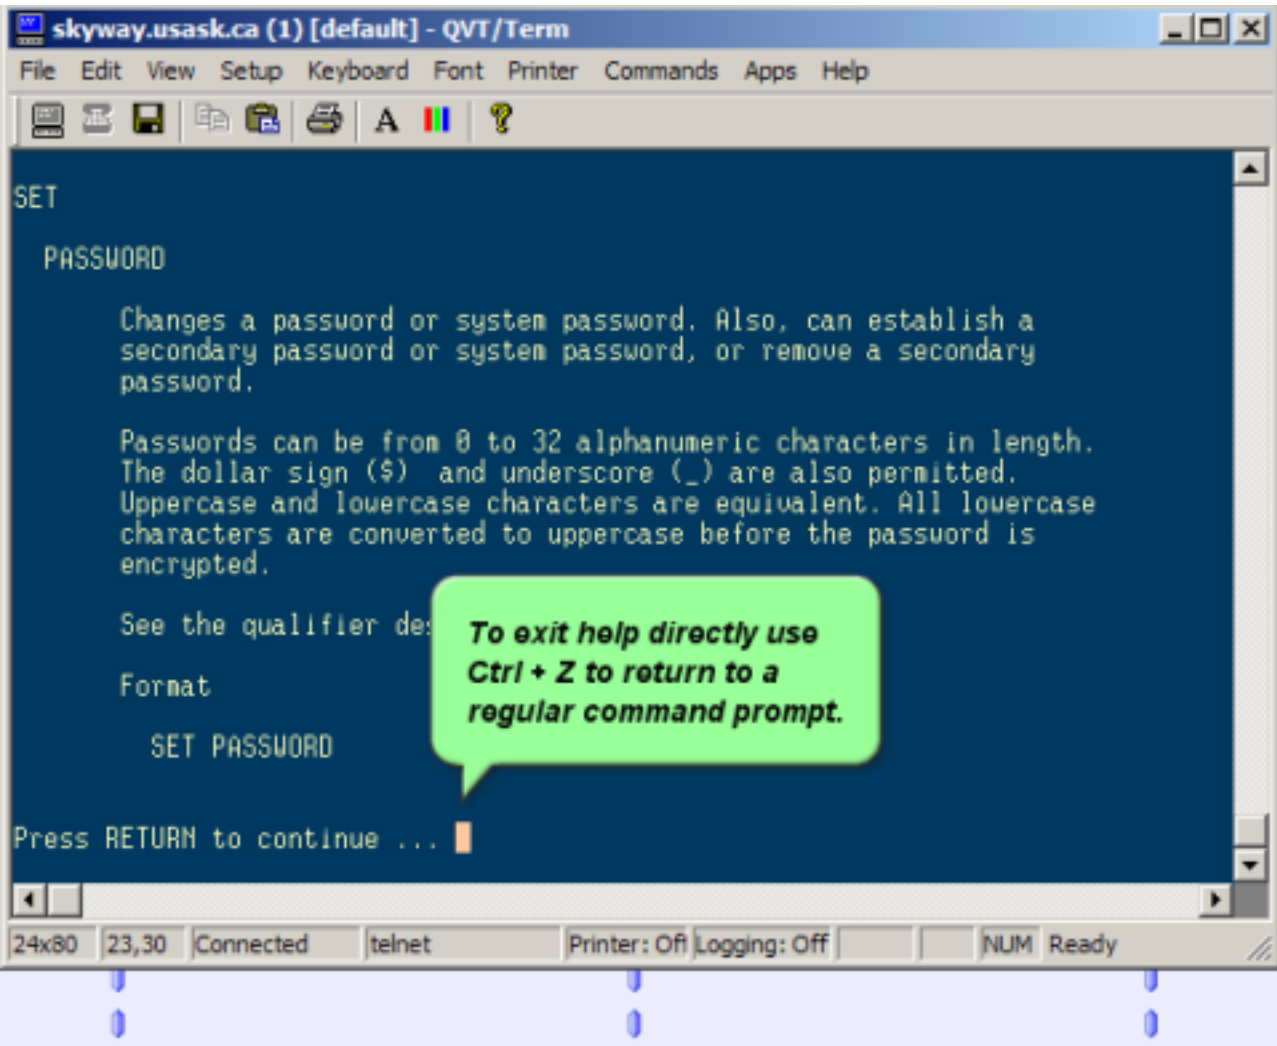 skyway.usask.ca (1) [default] - QVT/Term
File Edit View Setup Keyboard Font Printer Commands Apps Help
A
SET
PASSWORD
Changes a password or system password. Also, can establish a
secondary password or system password, or remove a secondary
password.
Passwords can be from 0 to 32 alphanumeric characters in length.
The dollar sign ($) and underscore (_) are also permitted.
Uppercase and lowercase characters are equivalent. All lowercase
characters are converted to uppercase before the password is
encrypted.
See the qualifier des
Format
SET PASSWORD
To exit help directly use
Ctrl + Z to return to a
regular command prompt.
Press RETURN to continue ...
24x80 23,30 Connected telnet Printer: Off Logging: Off NUM Ready